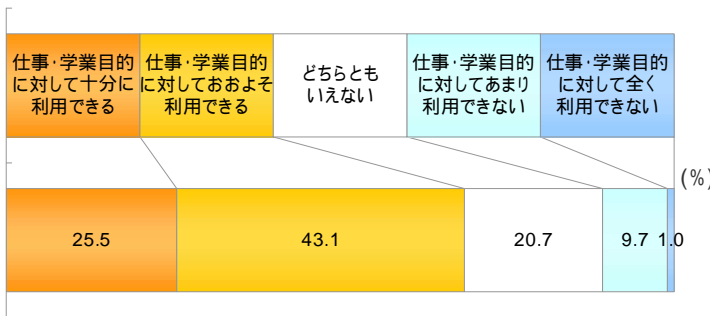 仕事・学業目的
に対して十分に
利用できる
仕事・学業目的
に対しておおよそ
利用できる
どちらとも
いえない
仕事・学業目的
に対してあまり
利用できない
仕事・学業目的
に対して全く
利用できない
(%)
25.5
43.1
20.7
9.7
1.0